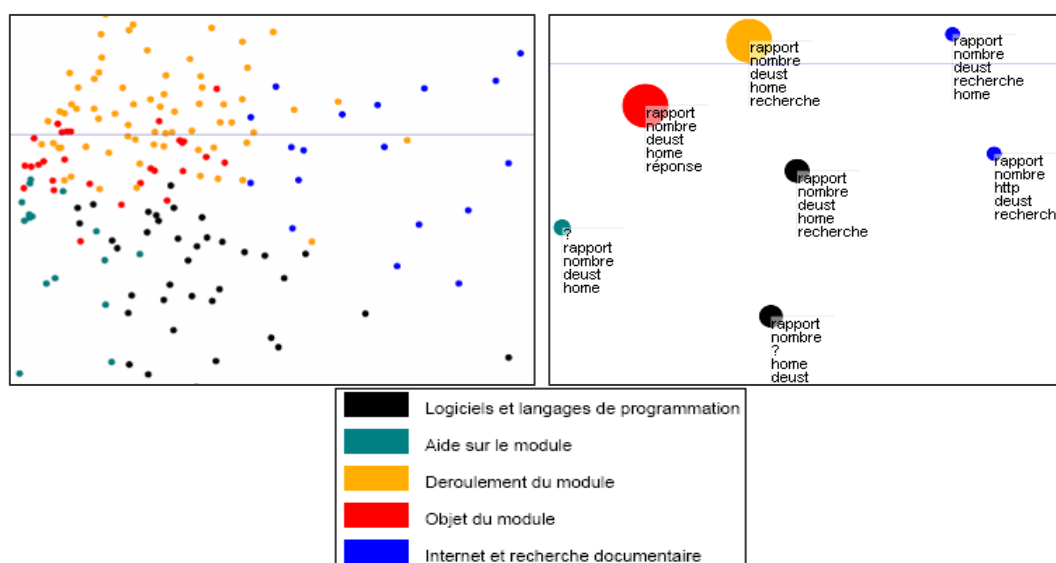 rapport
nombre
deust
home
recherche
rapport
nombre
deust
recherche
home
rapport
nombre
deust
home
réponse
rapport
nombre
http
deust
recherche
rapport
nombre
deust
home
recherche
?
rapport
nombre
deust
home
rapport
nombre
?
home
deust
Logiciels et langages de programmation
Aide sur le module
Deroulement du module
Objet du module
Internet et recherche documentaire